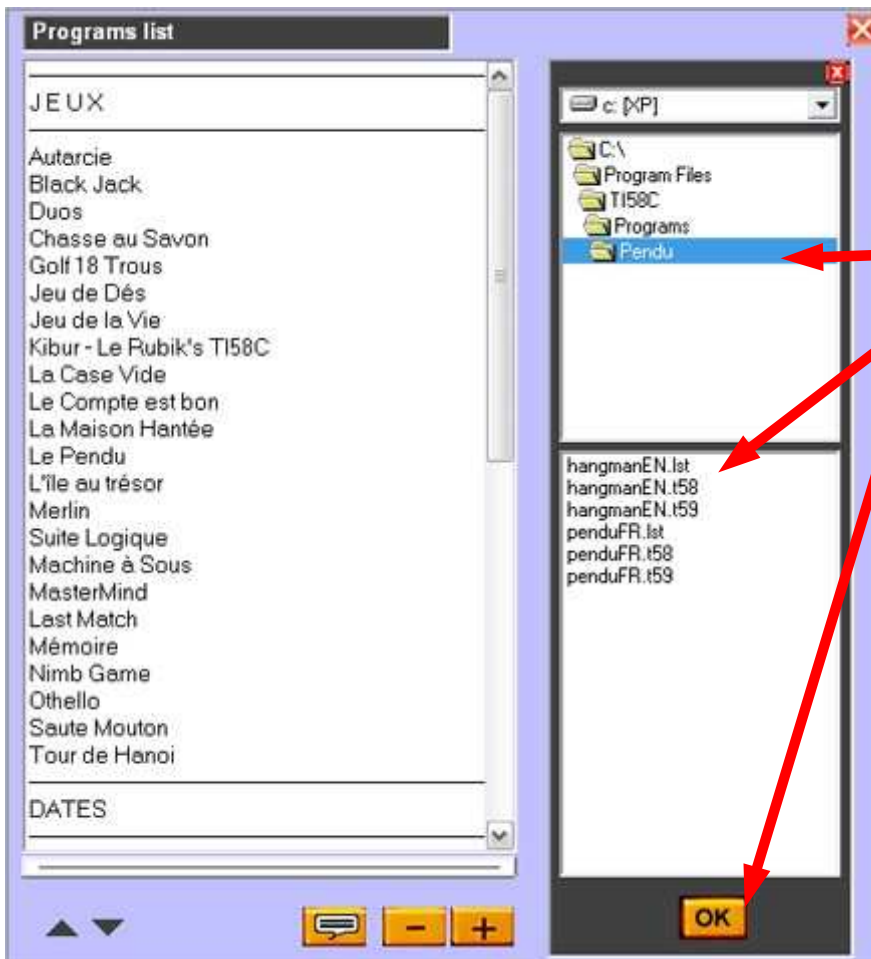 Programs list
JEUX
Autarcie
Black Jack
Duos
Chasse au Savon
Golf 18 Trous
Jeu de Dés
Jeu de la Vie
Kibur - Le Rubik's TI58C
La Case Vide
Le Compte est bon
La Maison Hantée
Le Pendu
L'île au trésor
Merlin
Suite Logique
Machine à Sous
MasterMind
Last Match
Mémoire
Nimb Game
Othello
Saute Mouton
Tour de Hanoi
DATES
c: [XP]
C:\
Program Files
TI58C
Programs
Pendu
hangmanEN.lst
hangmanEN.t58
hangmanEN.t59
penduFR.lst
penduFR.t58
penduFR.t59
OK